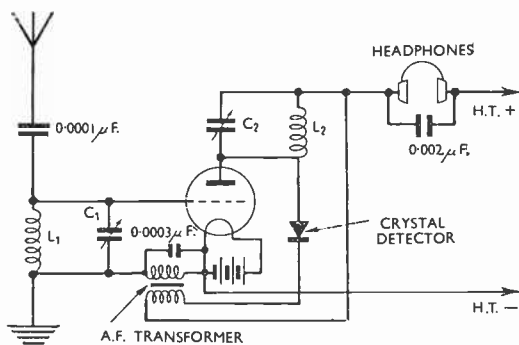 HEADPHONES
H.T. +
0·002 μF.
C2
L2
0·0001 μF.
C1
0·0003 μF.
L1
CRYSTAL
DETECTOR
H.T. −
A.F. TRANSFORMER